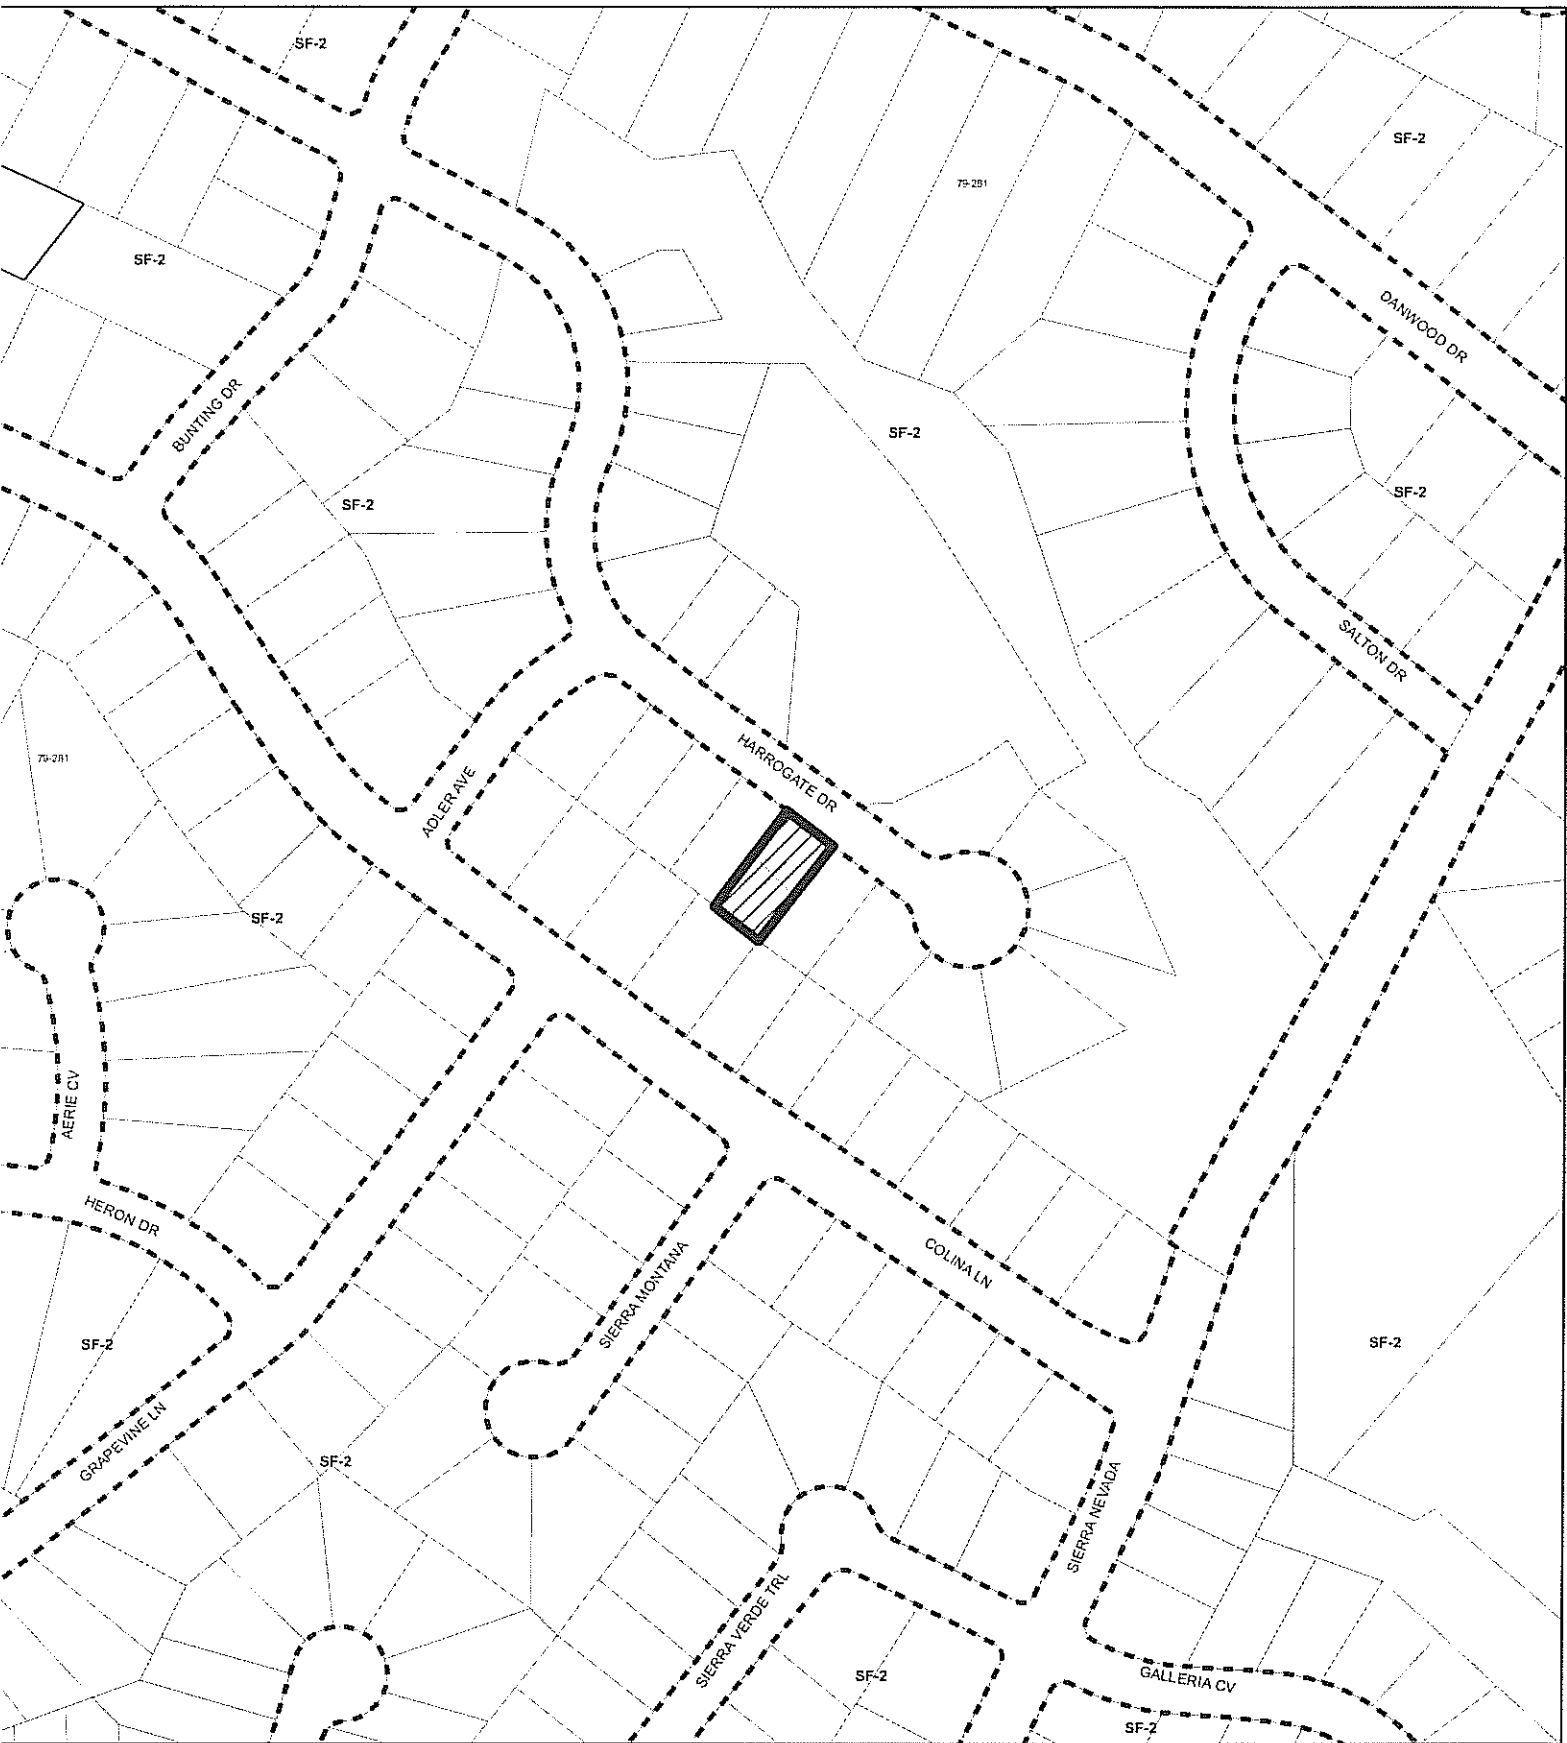 SF-2
SF-2
79-281
SF-2
DANWOOD DR
BUNTING DR
SF-2
SF-2
SF-2
SALTON DR
79-281
HARROGATE DR
ADLER AVE
SF-2
AERIE CV
HERON DR
COLINA LN
SIERRA MONTANA
SF-2
SF-2
GRAPEVINE LN
SF-2
SIERRA NEVADA
SIERRA VERDE TRL
SF-2
GALLERIA CV
SF-2